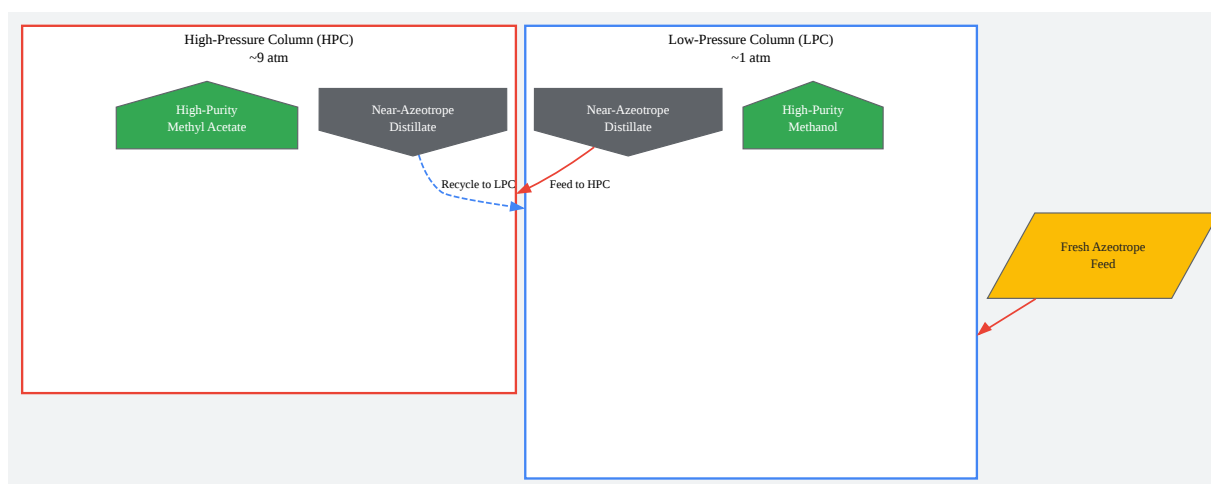 High-Pressure Column (HPC)
~9 atm
High-Purity
Methyl Acetate
Near-Azeotrope
Distillate
Recycle to LPC
Low-Pressure Column (LPC)
~1 atm
Near-Azeotrope
Distillate
High-Purity
Methanol
Feed to HPC
Fresh Azeotrope
Feed